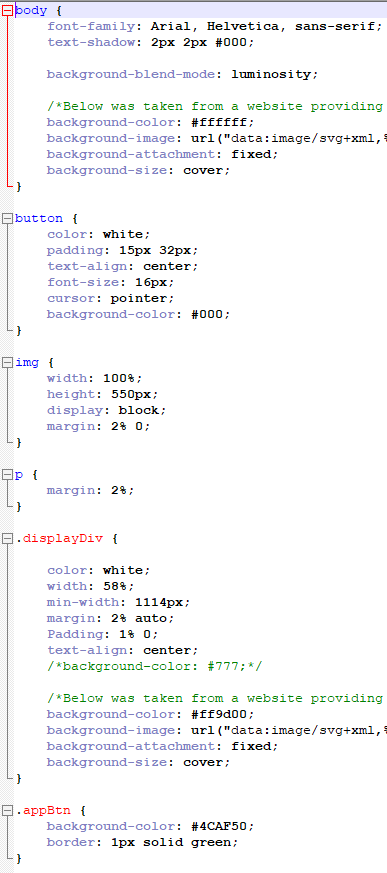 body {
font-family: Arial, Helvetica, sans-serif;
text-shadow: 2px 2px #000;
background-blend-mode: luminosity;
/*Below was taken from a website providing
background-color: #ffffff;
background-image: url("data:image/svg+xml,%
background-attachment: fixed;
background-size: cover;
}
button {
color: white;
padding: 15px 32px;
text-align: center;
font-size: 16px;
cursor: pointer;
background-color: #000;
}
img {
width: 100%;
height: 550px;
display: block;
margin: 2% 0;
}
p {
margin: 2%;
}
.displayDiv {
color: white;
width: 58%;
min-width: 1114px;
margin: 2% auto;
Padding: 1% 0;
text-align: center;
/*background-color: #777;*/
/*Below was taken from a website providing
background-color: #ff9d00;
background-image: url("data:image/svg+xml,%
background-attachment: fixed;
background-size: cover;
}
.appBtn {
background-color: #4CAF50;
border: 1px solid green;
}